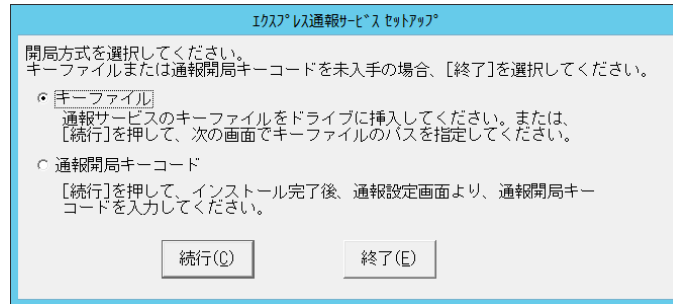 ｴｸｽﾌﾟﾚｽ通報ｻｰﾋﾞｽ ｾｯﾄｱｯﾌﾟ
開局方式を選択してください。
キーファイルまたは通報開局キーコードを未入手の場合、[終了]を選択してください。
キーファイル
通報サービスのキーファイルをドライブに挿入してください。または、
[続行]を押して、次の画面でキーファイルのパスを指定してください。
通報開局キーコード
[続行]を押して、インストール完了後、通報設定画面より、通報開局キー
コードを入力してください。
続行(C) 終了(E)